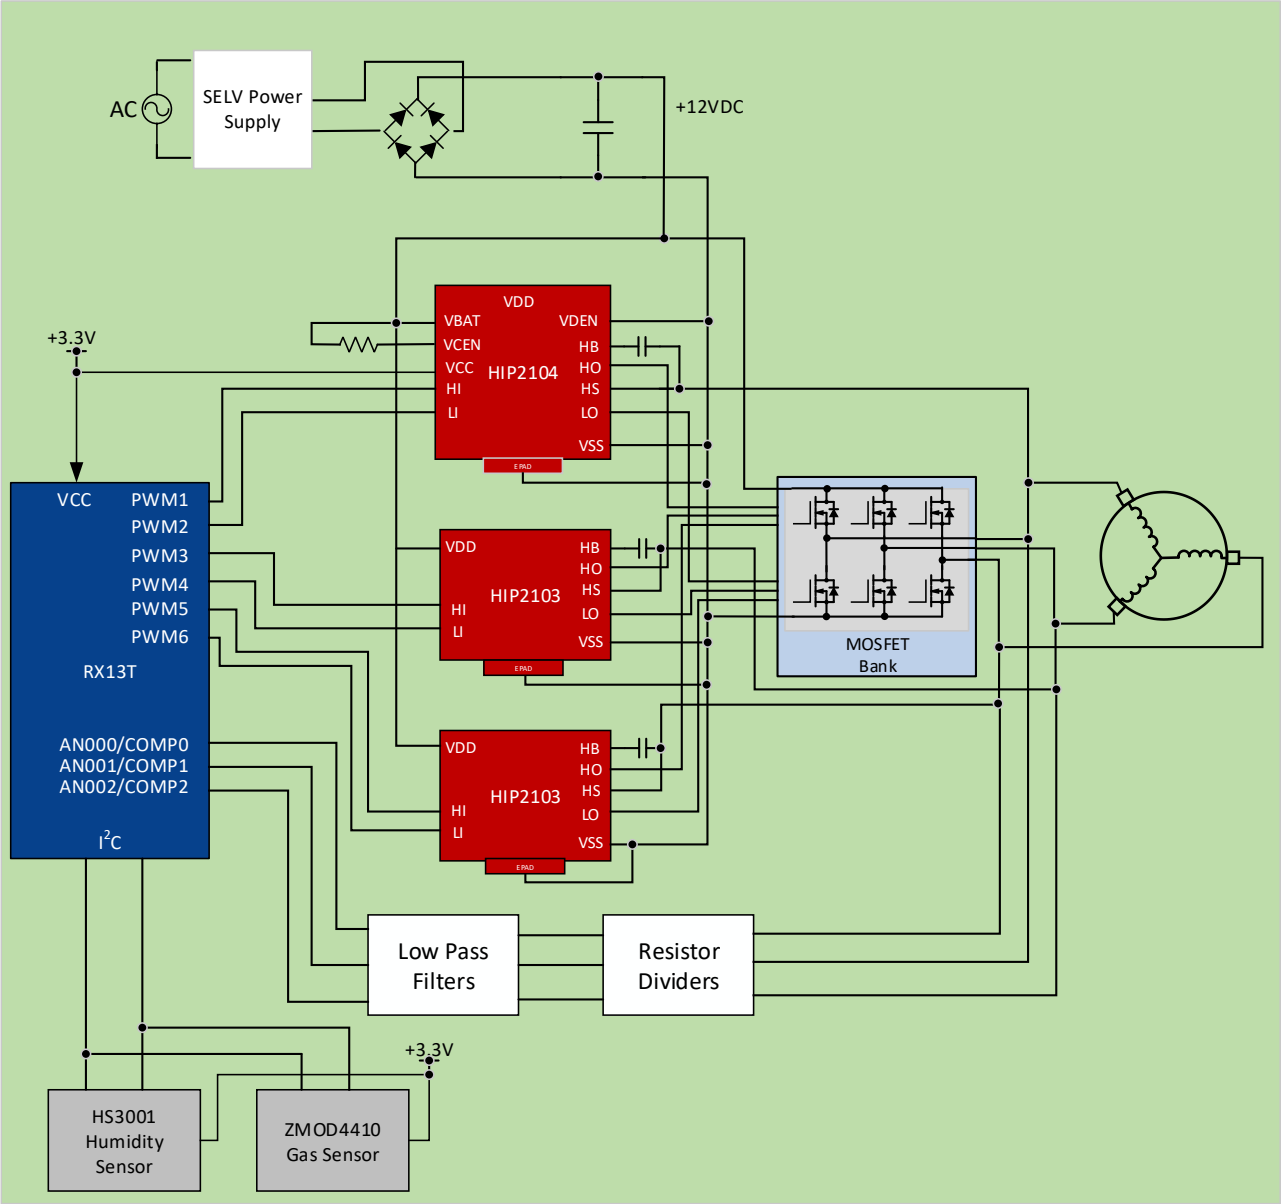 AC
SELV Power
Supply
+12VDC
+3.3V
VDD
VBAT
VCEN
VCC
HI
LI
HIP2104
VDEN
HB
HO
HS
LO
VSS
EPAD
VCC
PWM1
PWM2
PWM3
PWM4
PWM5
PWM6
RX13T
AN000/COMP0
AN001/COMP1
AN002/COMP2
I²C
VDD
HI
LI
HIP2103
HB
HO
HS
LO
VSS
EPAD
MOSFET
Bank
VDD
HI
LI
HIP2103
HB
HO
HS
LO
VSS
EPAD
Low Pass
Filters
Resistor
Dividers
+3.3V
HS3001
Humidity
Sensor
ZMOD4410
Gas Sensor